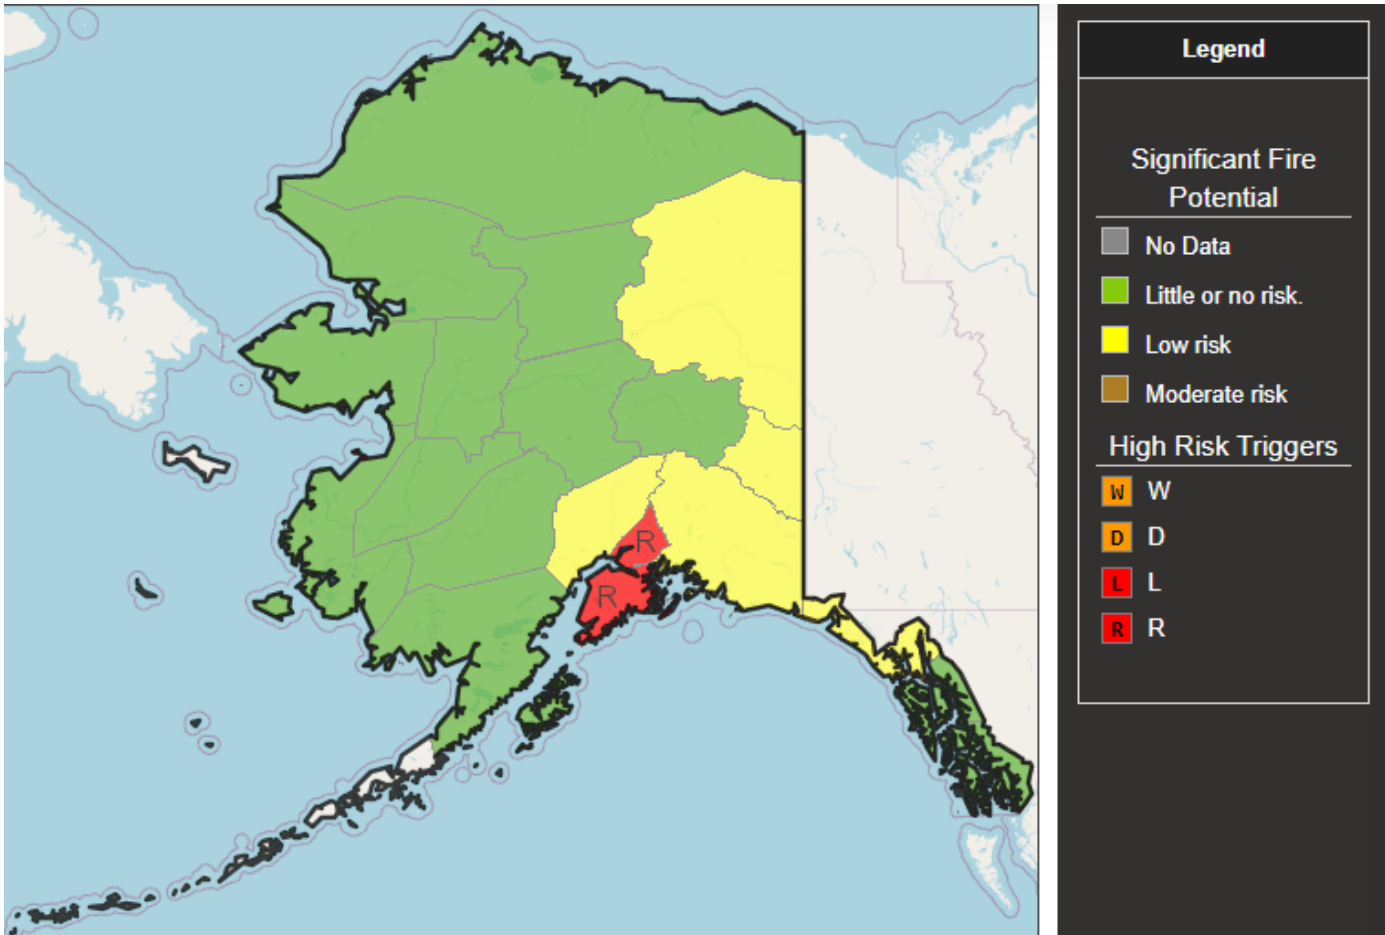 R
R
Legend
Significant Fire
Potential
No Data
Little or no risk.
Low risk
Moderate risk
High Risk Triggers
W W
D D
L L
R R